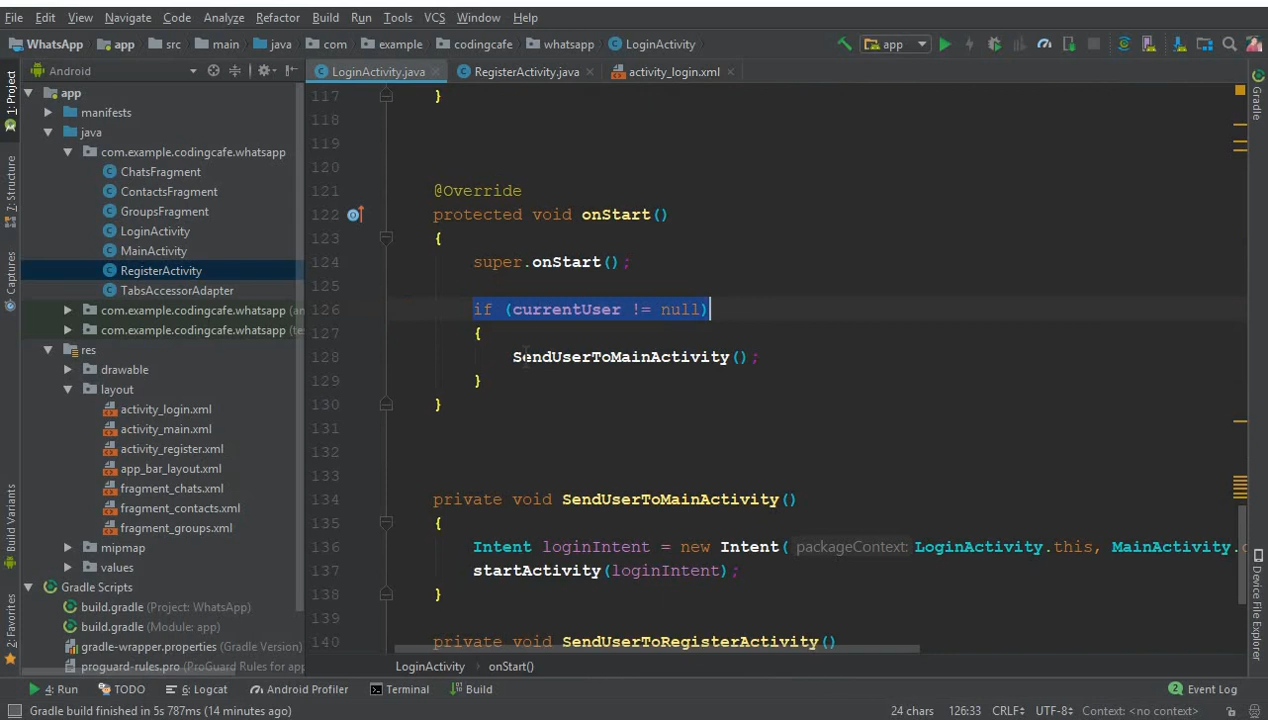 File Edit View Navigate Code Analyze Refactor Build Run Tools VCS Window Help
WhatsApp app src main java com example codingcafe whatsapp LoginActivity app
Android LoginActivity.java RegisterActivity.java activity_login.xml
1: Project
7: Structure
Captures
Build Variants
2: Favorites
app
manifests
java
com.example.codingcafe.whatsapp
ChatsFragment
ContactsFragment
GroupsFragment
LoginActivity
MainActivity
RegisterActivity
TabsAccessorAdapter
com.example.codingcafe.whatsapp (an
com.example.codingcafe.whatsapp (te
res
drawable
layout
activity_login.xml
activity_main.xml
activity_register.xml
app_bar_layout.xml
fragment_chats.xml
fragment_contacts.xml
fragment_groups.xml
mipmap
values
Gradle Scripts
build.gradle (Project: WhatsApp)
build.gradle (Module: app)
gradle-wrapper.properties (Gradle Version)
proguard-rules.pro (ProGuard Rules for app
117 }
118
119
120
121 @Override
122 protected void onStart()
123 {
124 super.onStart();
125
126 if (currentUser != null)
127 {
128 SendUserToMainActivity();
129 }
130 }
131
132
133
134 private void SendUserToMainActivity()
135 {
136 Intent loginIntent = new Intent( packageContext: LoginActivity.this, MainActivity.c
137 startActivity(loginIntent);
138 }
139
140 private void SendUserToRegisterActivity()
LoginActivity onStart()
Gradle
Device File Explorer
4: Run TODO 6: Logcat Android Profiler Terminal Build 2 Event Log
Gradle build finished in 5s 787ms (14 minutes ago) 24 chars 126:33 CRLF UTF-8 Context: <no context>